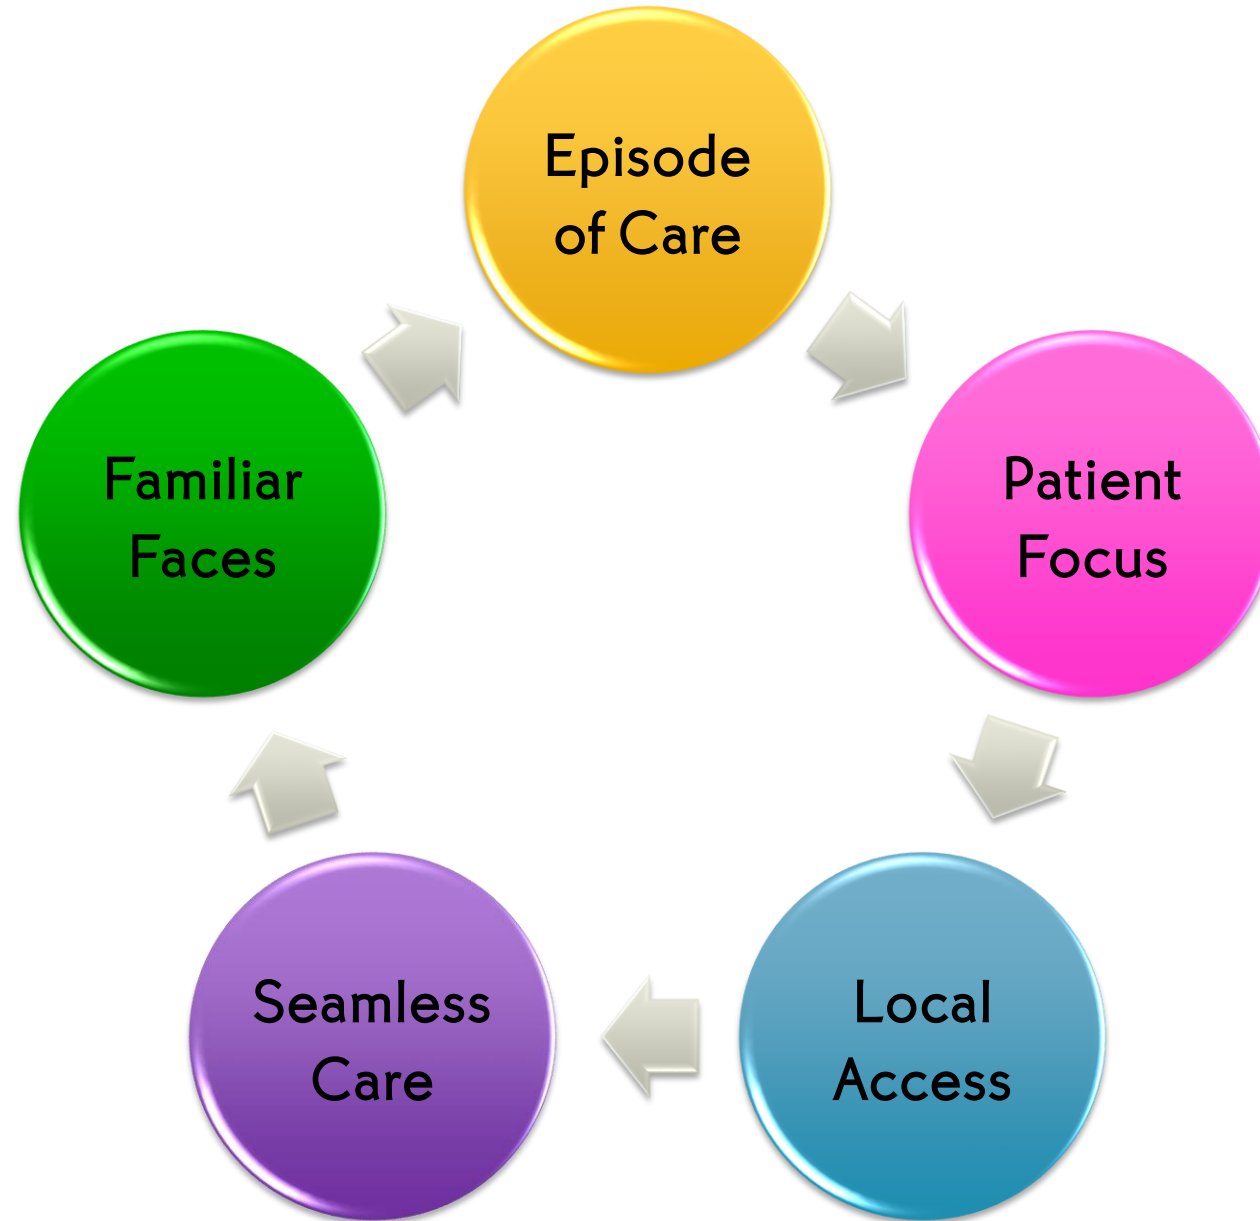 Episode
of Care
Patient
Focus
Local
Access
Seamless
Care
Familiar
Faces